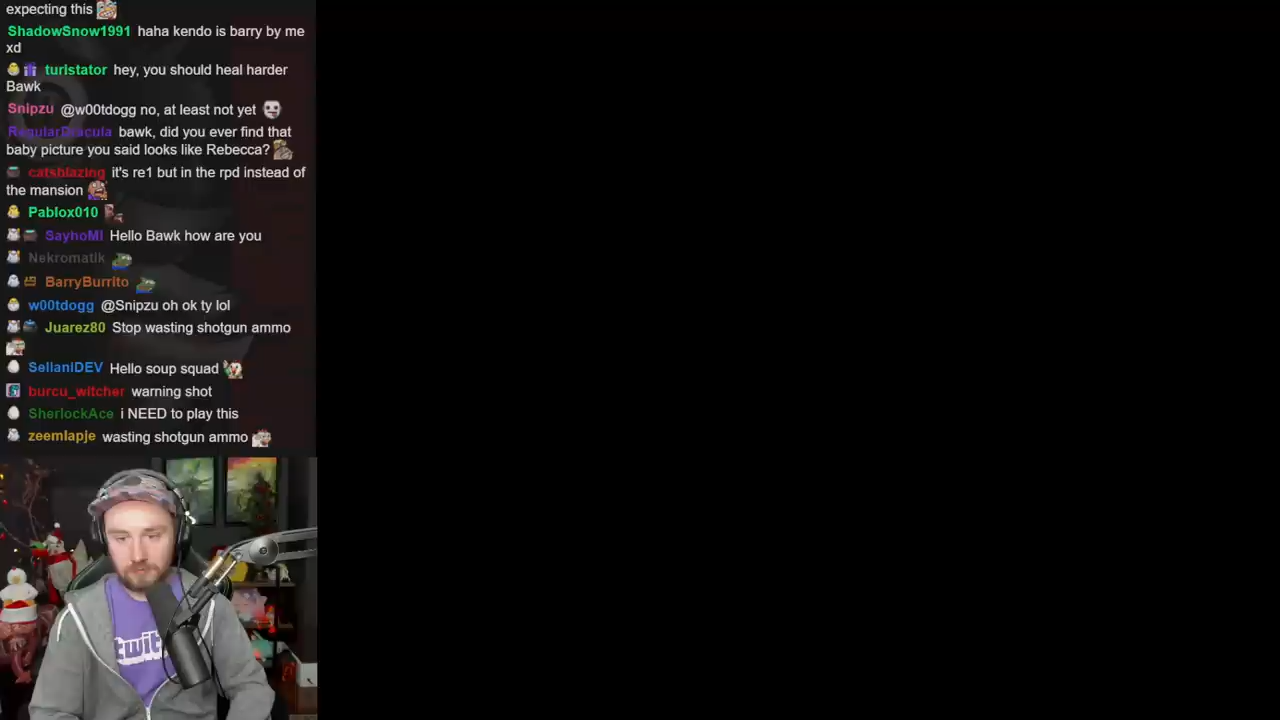 expecting this
ShadowSnow1991 haha kendo is barry by me
xd
turistator hey, you should heal harder
Bawk
Snipzu @w00tdogg no, at least not yet
RegularDracula bawk, did you ever find that
baby picture you said looks like Rebecca?
catsblazing it's re1 but in the rpd instead of
the mansion
Pablox010
SayhoMI Hello Bawk how are you
Nekromatik
BarryBurrito
w00tdogg @Snipzu oh ok ty lol
Juarez80 Stop wasting shotgun ammo
SellaniDEV Hello soup squad
burcu_witcher warning shot
SherlockAce i NEED to play this
zeemlapje wasting shotgun ammo
twit